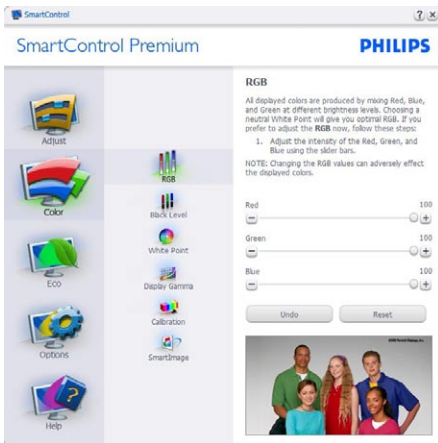 SmartControl
? x
SmartControl Premium
PHILIPS
RGB
All displayed colors are produced by mixing Red, Blue,
and Green at different brightness levels. Choosing a
neutral White Point will give you optimal RGB. If you
prefer to adjust the RGB now, follow these steps:
1. Adjust the intensity of the Red, Green, and
Blue using the slider bars.
NOTE: Changing the RGB values can adversely effect
the displayed colors.
Adjust
Color
Eco
Options
Help
RGB
Black Level
White Point
Display Gamma
Calibration
SmartImage
Red 100
Green 100
Blue 100
Undo Reset